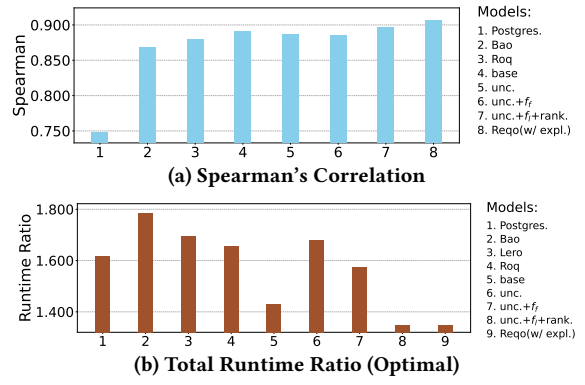 Models:
1. Postgres.
2. Bao
3. Roq
4. base
5. unc.
6. unc.+f_f
7. unc.+f_l+rank.
8. Reqo(w/ expl.)
Spearman
0.900
0.850
0.800
0.750
1 2 3 4 5 6 7 8
(a) Spearman's Correlation
Models:
1. Postgres.
2. Bao
3. Lero
4. Roq
5. base
6. unc.
7. unc.+f_f
8. unc.+f_l+rank.
9. Reqo(w/ expl.)
Runtime Ratio
1.800
1.600
1.400
1 2 3 4 5 6 7 8 9
(b) Total Runtime Ratio (Optimal)